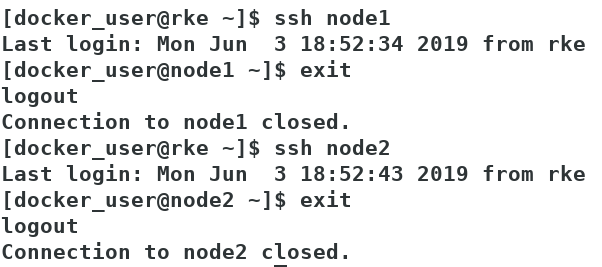 [docker_user@rke ~]$ ssh node1
Last login: Mon Jun  3 18:52:34 2019 from rke
[docker_user@node1 ~]$ exit
logout
Connection to node1 closed.
[docker_user@rke ~]$ ssh node2
Last login: Mon Jun  3 18:52:43 2019 from rke
[docker_user@node2 ~]$ exit
logout
Connection to node2 closed.